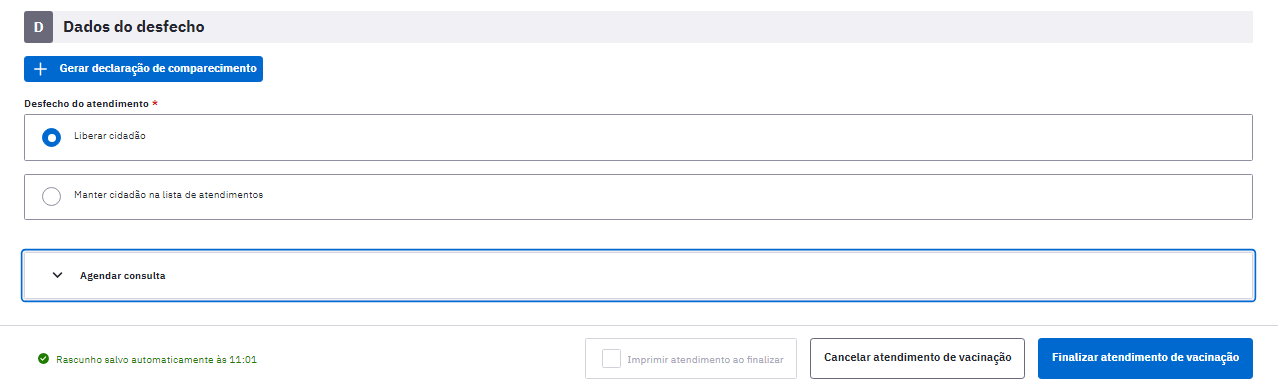 D Dados do desfecho
Gerar declaração de comparecimento
Desfecho do atendimento *
Liberar cidadão
Manter cidadão na lista de atendimentos
Agendar consulta
Rascunho salvo automaticamente às 11:01
Imprimir atendimento ao finalizar
Cancelar atendimento de vacinação
Finalizar atendimento de vacinação